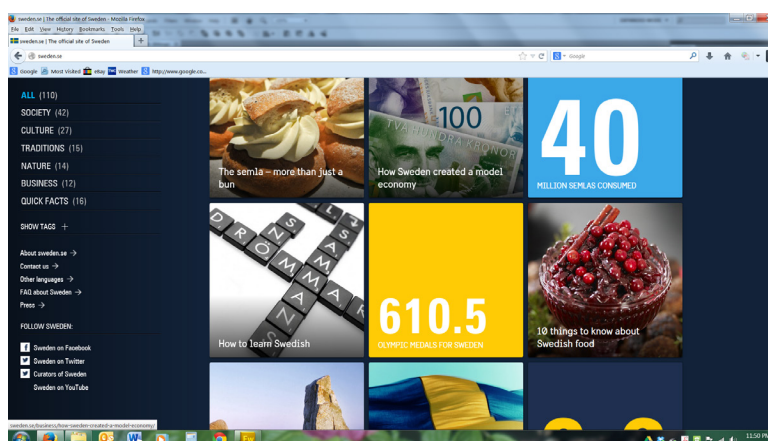 sweden.se | The official site of Sweden - Mozilla Firefox
File Edit View History Bookmarks Tools Help
sweden.se | The official site of Sweden
sweden.se
Google
Google Most Visited eBay Weather http://www.google.co...
ALL (110)
SOCIETY (42)
CULTURE (27)
TRADITIONS (15)
NATURE (14)
BUSINESS (12)
QUICK FACTS (16)
SHOW TAGS +
About sweden.se →
Contact us →
Other languages →
FAQ about Sweden →
Press →
FOLLOW SWEDEN:
Sweden on Facebook
Sweden on Twitter
Curators of Sweden
Sweden on YouTube
The semla – more than just a
bun
100
TVÅ HUNDRA KRONOR
How Sweden created a model
economy
40
MILLION SEMLAS CONSUMED
DRÖMMAR
SOMMAR
How to learn Swedish
610.5
OLYMPIC MEDALS FOR SWEDEN
10 things to know about
Swedish food
sweden.se/business/how-sweden-created-a-model-economy/
11:50 PM